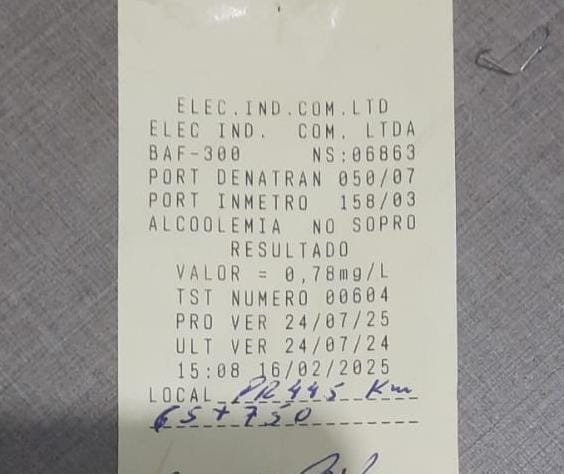 ELEC.IND.COM.LTD
ELEC IND. COM. LTDA
BAF-300 NS:06863
PORT DENATRAN 050/07
PORT INMETRO 158/03
ALCOOLEMIA NO SOPRO
RESULTADO
VALOR = 0,78mg/L
TST NUMERO 00604
PRO VER 24/07/25
ULT VER 24/07/24
15:08 16/02/2025
LOCAL PR 445 Km
65+750